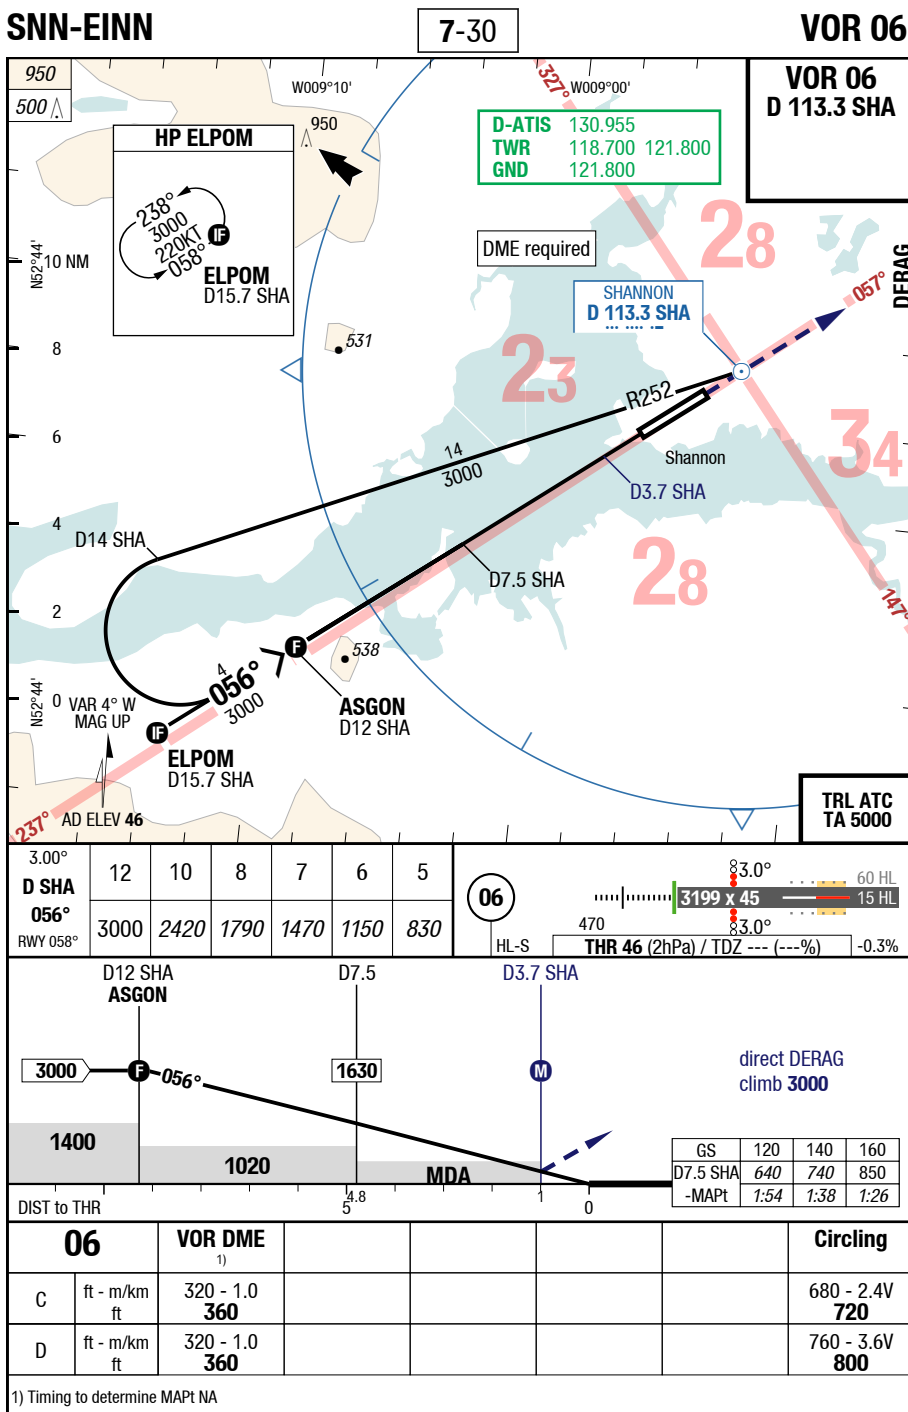 SNN-EINN
7-30
VOR 06
950
500
W009°10'
W009°00'
327°
VOR 06
D 113.3 SHA
D-ATIS 130.955
TWR 118.700 121.800
GND 121.800
HP ELPOM
950
238°
3000
220KT
058°
IF
ELPOM
D15.7 SHA
N52°44'
10 NM
DME required
28
DERAG
057°
SHANNON
D 113.3 SHA
531
8
23
R252
6
14
3000
Shannon
34
D3.7 SHA
4
D14 SHA
D7.5 SHA
28
147°
2
F
538
4
056°
3000
ASGON
D12 SHA
N52°44'
0
VAR 4° W
MAG UP
IF
ELPOM
D15.7 SHA
237°
AD ELEV 46
TRL ATC
TA 5000
3.00°
D SHA
056°
RWY 058°
12 10 8 7 6 5
3000 2420 1790 1470 1150 830
06
HL-S
3.0°
60 HL
3199 x 45
15 HL
470
3.0°
THR 46 (2hPa) / TDZ --- (---%)
-0.3%
D12 SHA
ASGON
D7.5
D3.7 SHA
3000
F
056°
1630
M
direct DERAG
climb 3000
1400
1020
MDA
GS 120 140 160
D7.5 SHA 640 740 850
-MAPt 1:54 1:38 1:26
DIST to THR
4.8
5
1
0
06
VOR DME
1)
Circling
C
ft - m/km
ft
320 - 1.0
360
680 - 2.4V
720
D
ft - m/km
ft
320 - 1.0
360
760 - 3.6V
800
1) Timing to determine MAPt NA